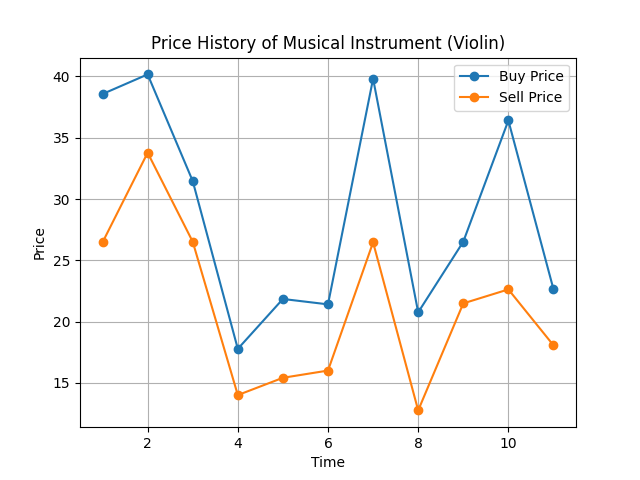 Price History of Musical Instrument (Violin)
Buy Price
Sell Price
40
35
30
25
20
15
Price
2 4 6 8 10
Time